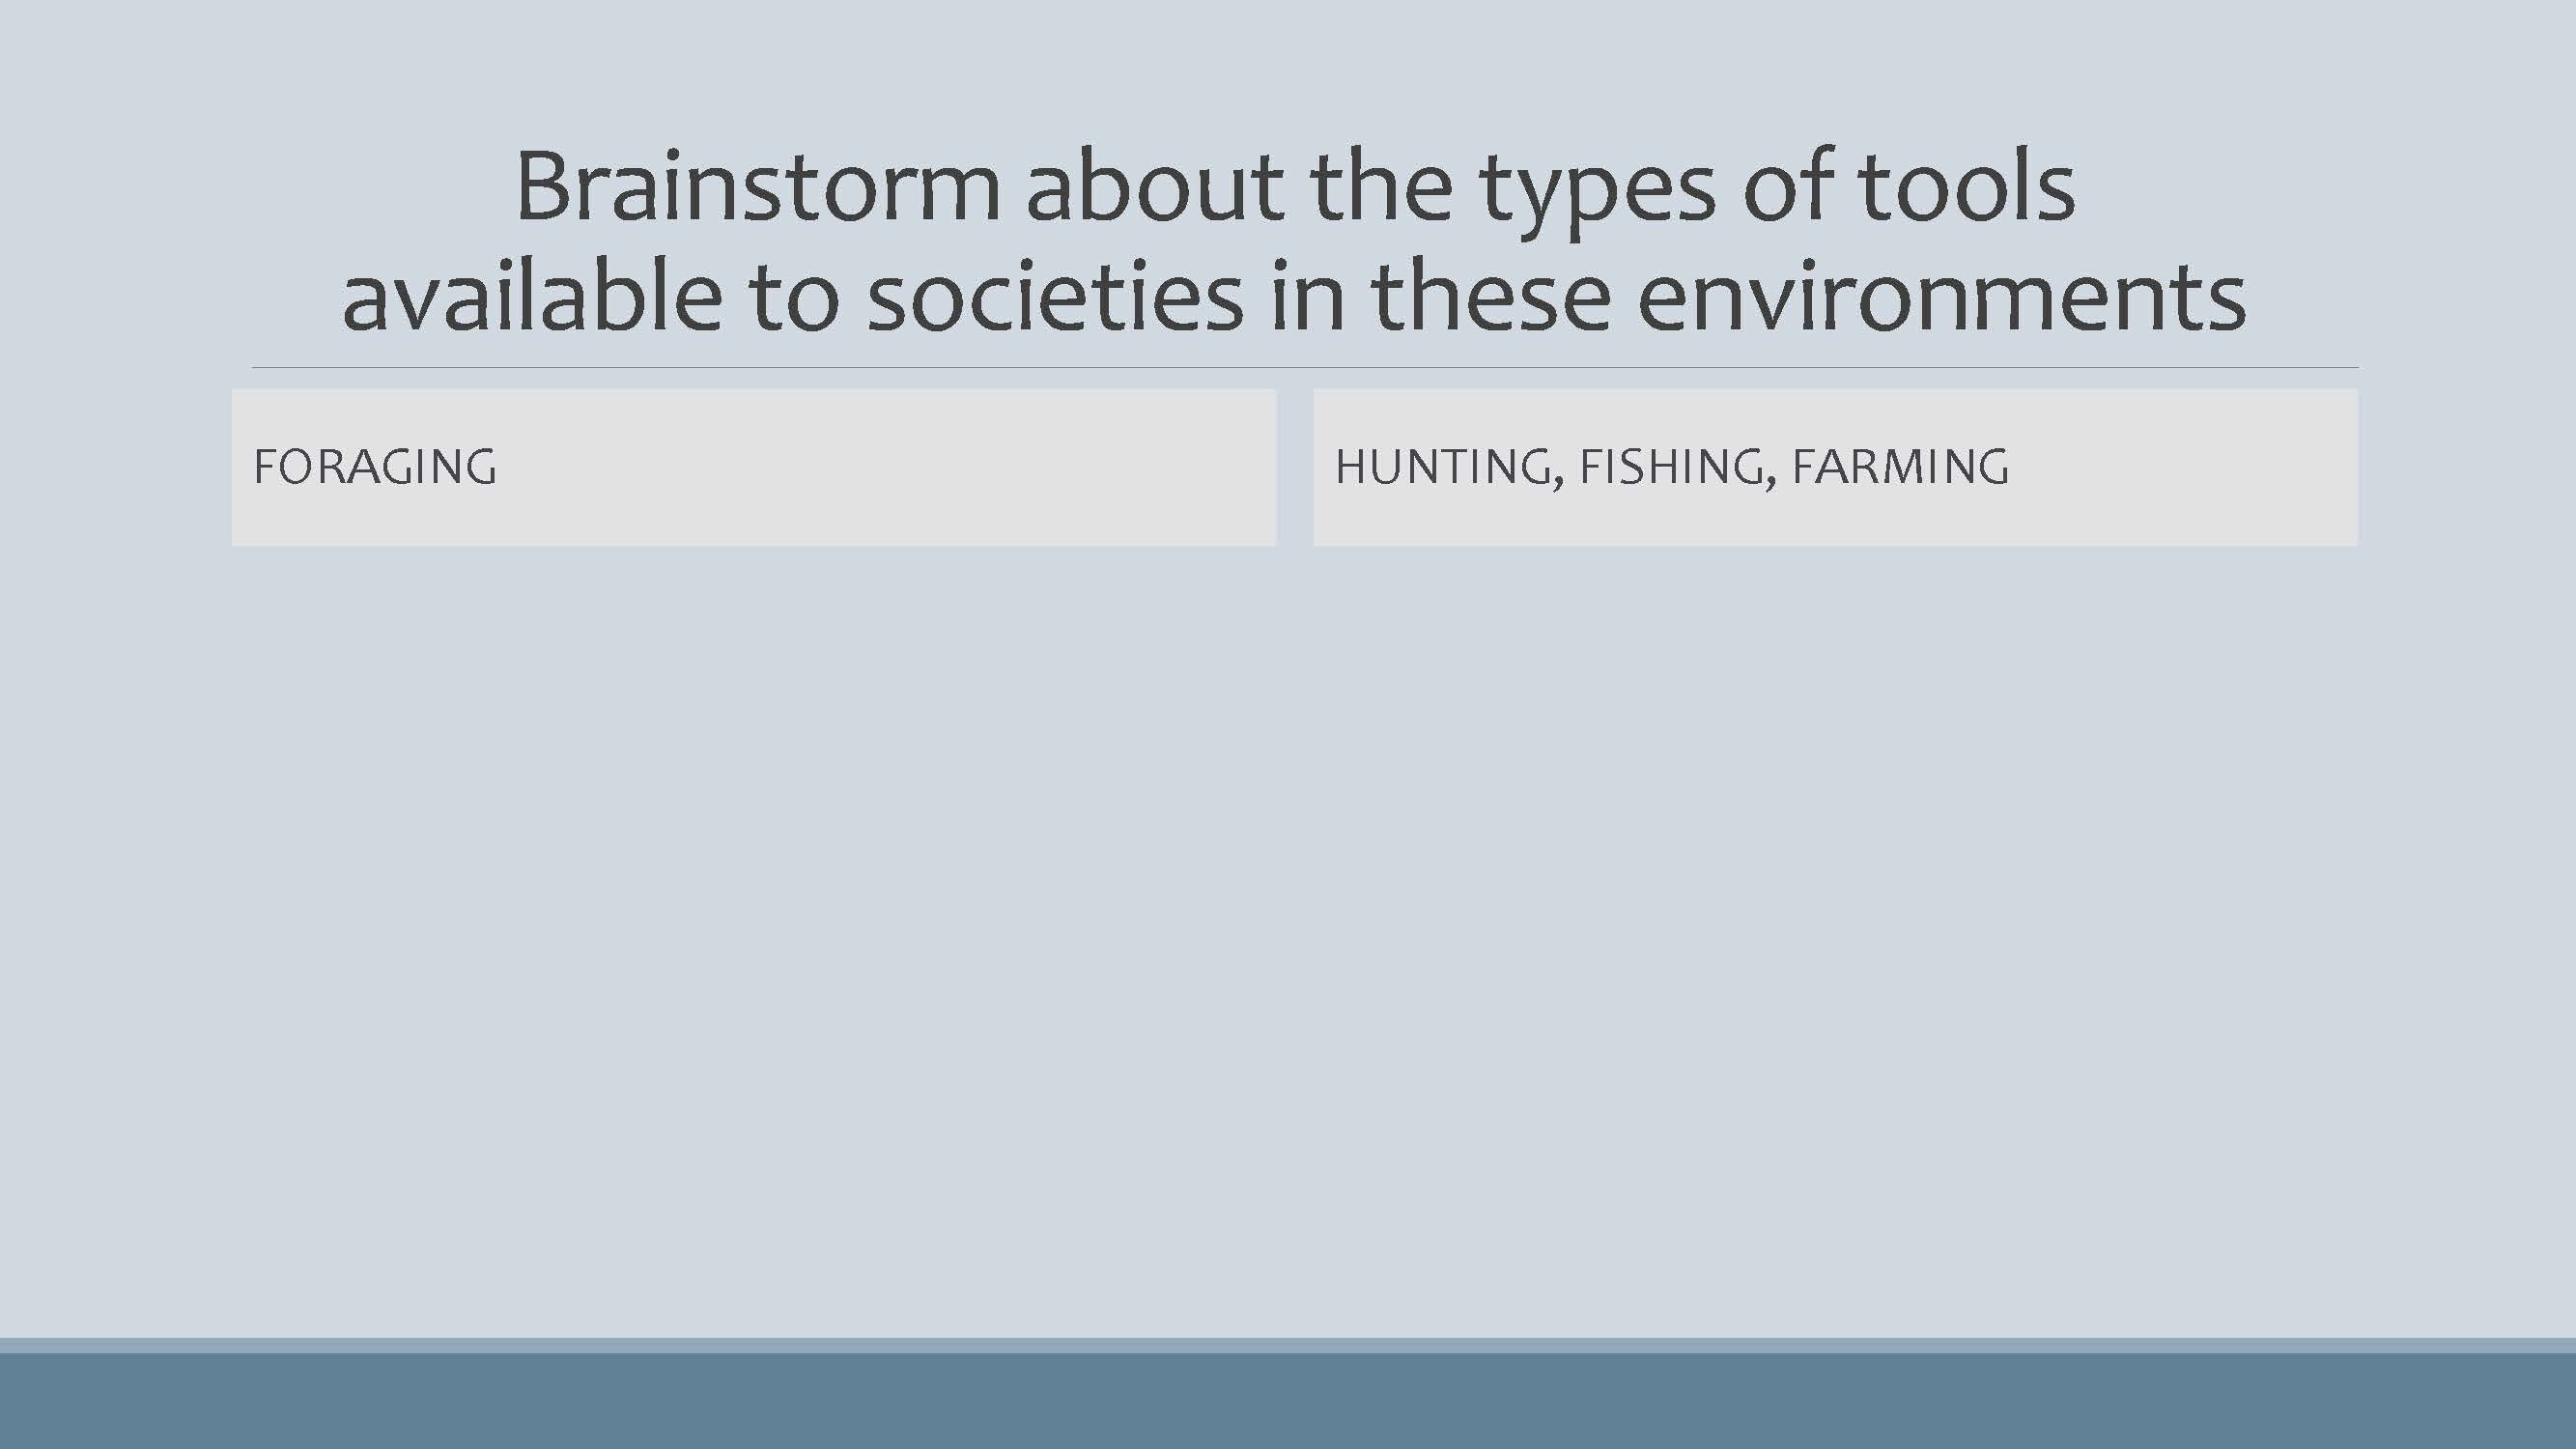 Brainstorm about the types of tools
available to societies in these environments
FORAGING
HUNTING, FISHING, FARMING